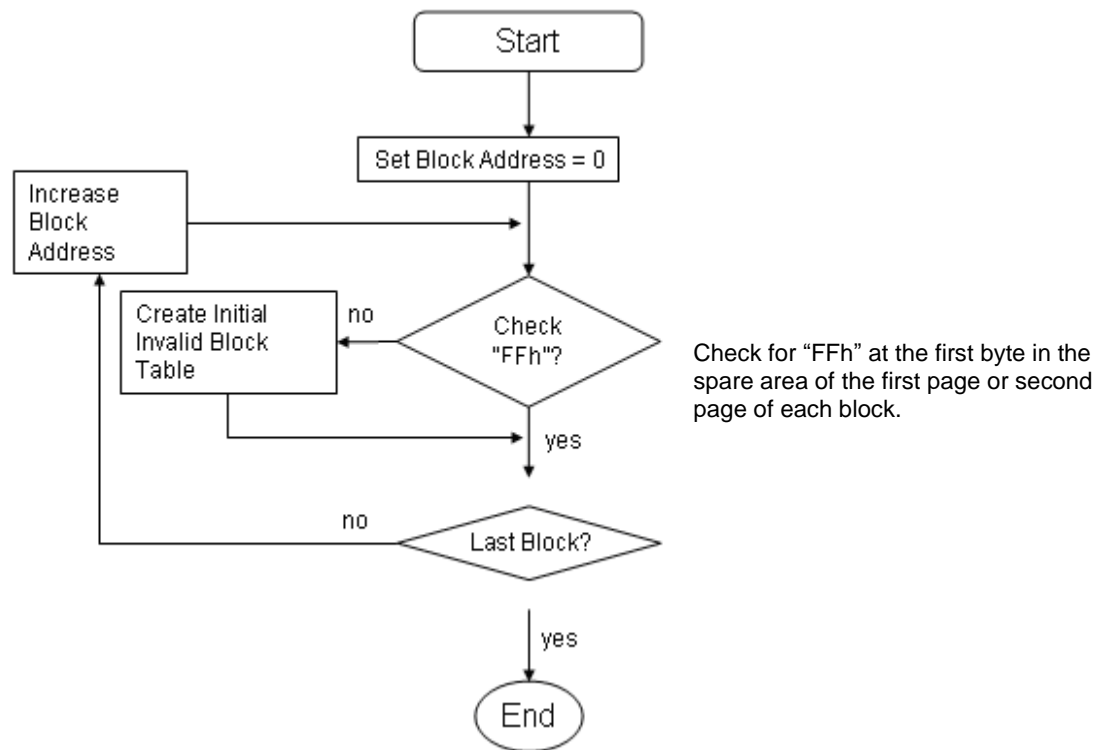 Start
Set Block Address = 0
Increase
Block
Address
Create Initial
Invalid Block
Table
no
Check
"FFh"?
Check for “FFh” at the first byte in the
spare area of the first page or second
page of each block.
yes
no
Last Block?
yes
End